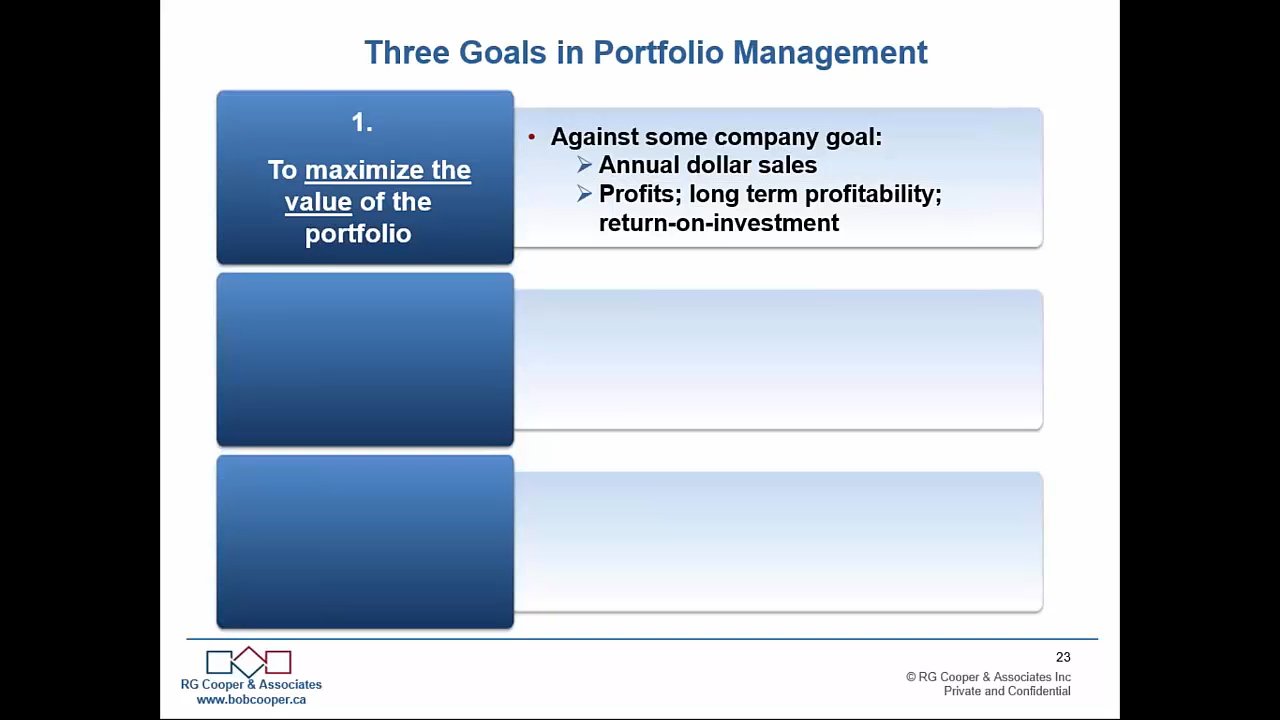 Three Goals in Portfolio Management
1.
To maximize the
value of the
portfolio
• Against some company goal:
➢ Annual dollar sales
➢ Profits; long term profitability;
return-on-investment
RG Cooper & Associates
www.bobcooper.ca
23
© RG Cooper & Associates Inc
Private and Confidential